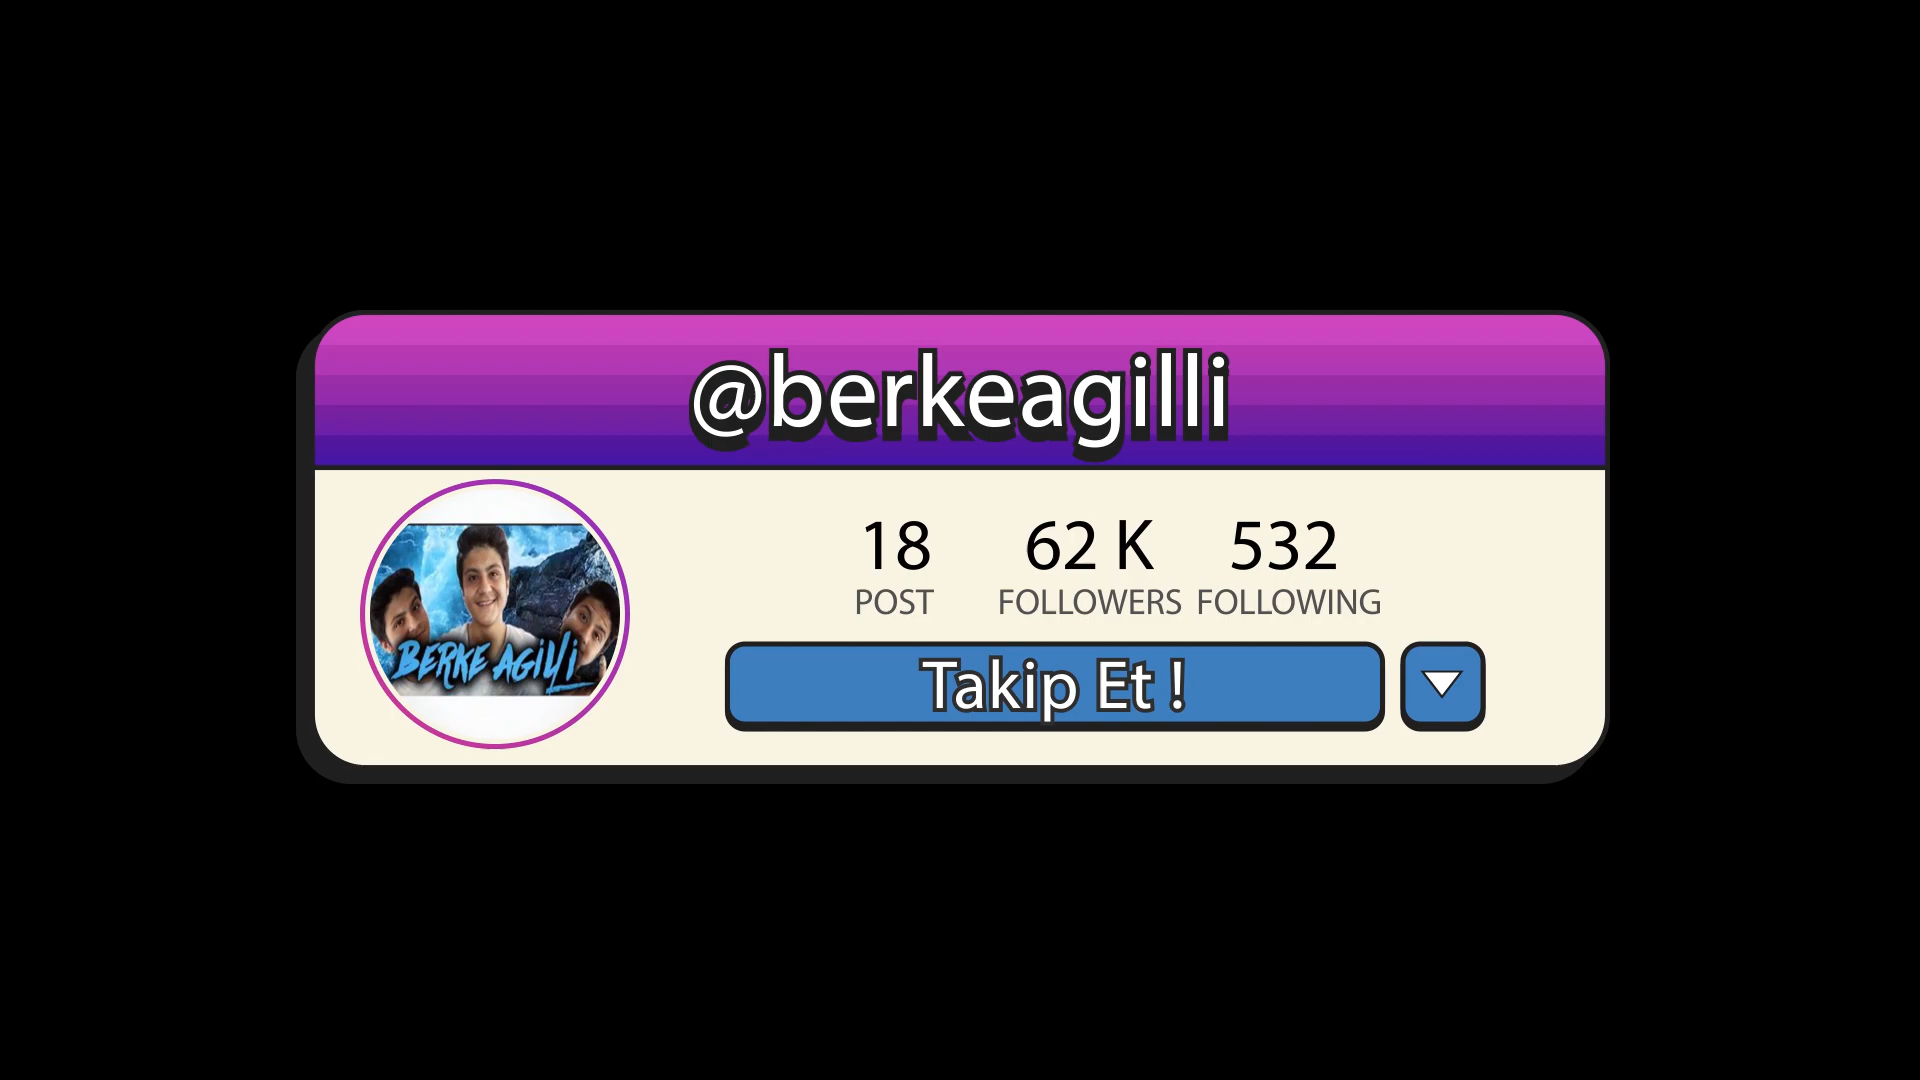 @berkeagilli
BERKE AGiLLi
18 62 K 532
POST FOLLOWERS FOLLOWING
Takip Et !